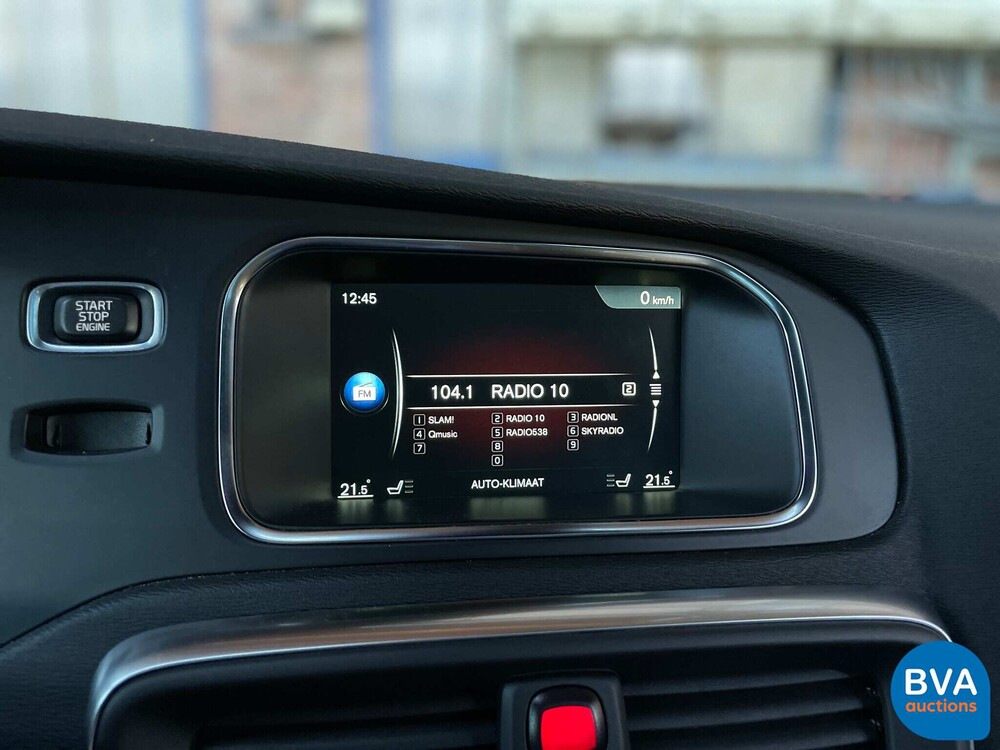 START
STOP
ENGINE
12:45
0 km/h
FM
104.1 RADIO 10 2
1 SLAM! 2 RADIO 10 3 RADIONL
4 Qmusic 5 RADIO538 6 SKYRADIO
7 8 9
0
21.5° AUTO-KLIMAAT 21.5°
BVA
auctions